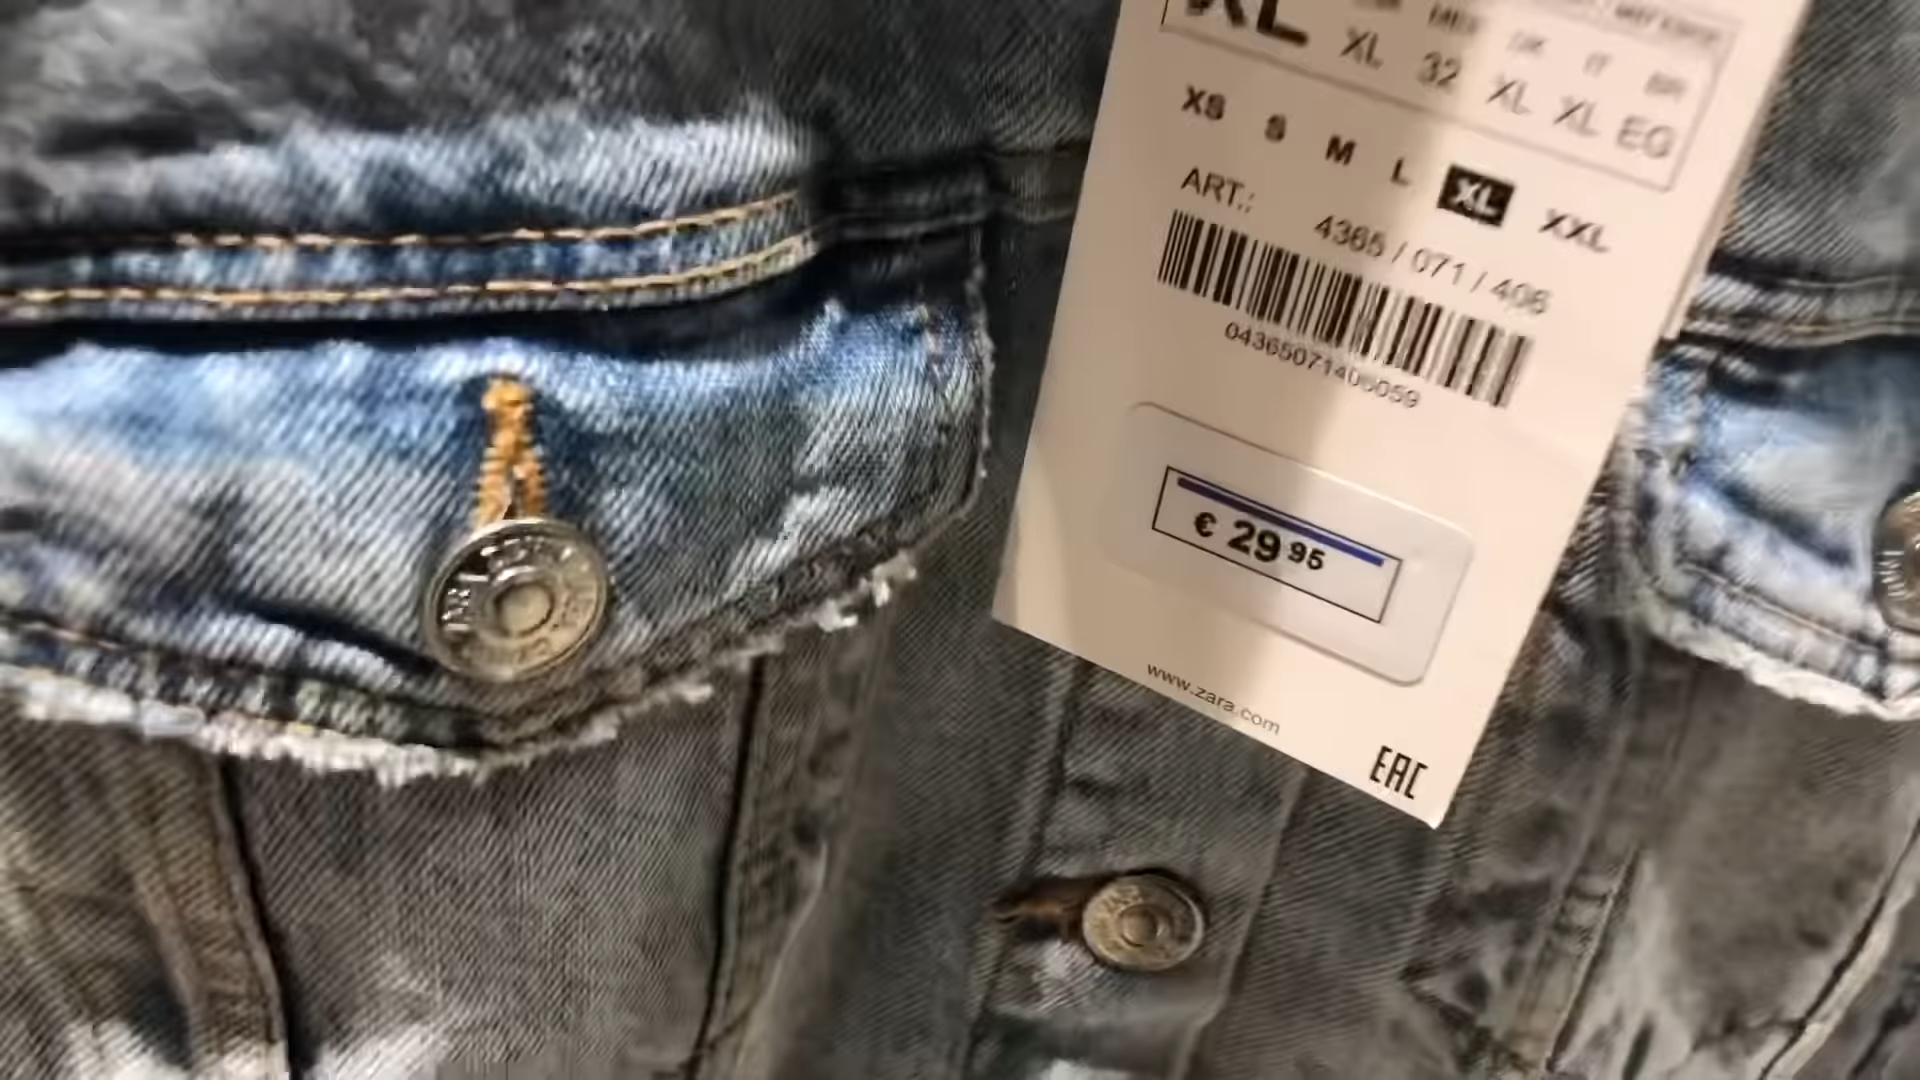 XL
XL 32 XL XL EG
XS S M L XL XXL
ART.: 4365 / 071 / 406
04365071406059
€ 29 95
www.zara.com
EAC